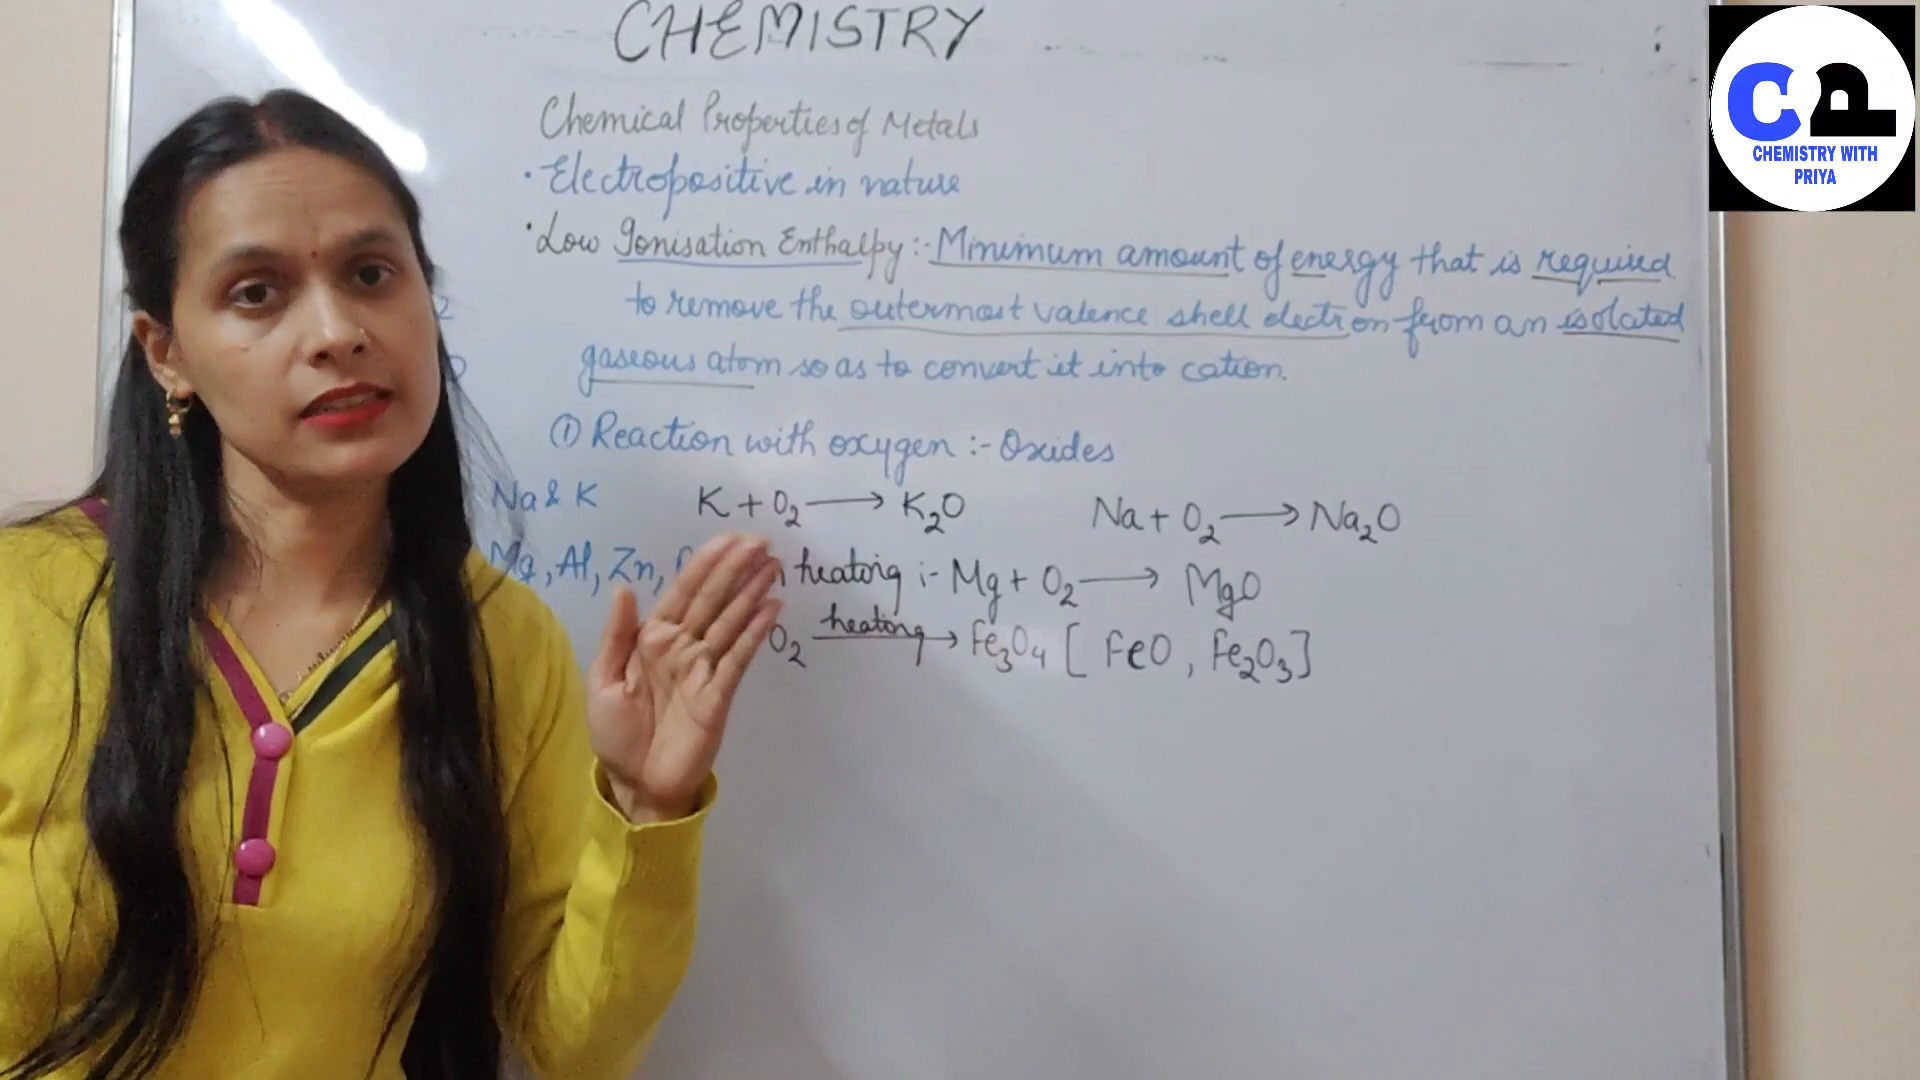 CHEMISTRY
CP
CHEMISTRY WITH
PRIYA
Chemical Properties of Metals
• Electropositive in nature
• Low Ionisation Enthalpy :- Minimum amount of energy that is required
to remove the outermost valence shell electron from an isolated
gaseous atom so as to convert it into cation.
① Reaction with oxygen :- Oxides
Na & K K + O₂ ⟶ K₂O Na + O₂ ⟶ Na₂O
Mg, Al, Zn, heating :- Mg + O₂ ⟶ MgO
O₂ heating ⟶ Fe₃O₄ [ FeO , Fe₂O₃ ]